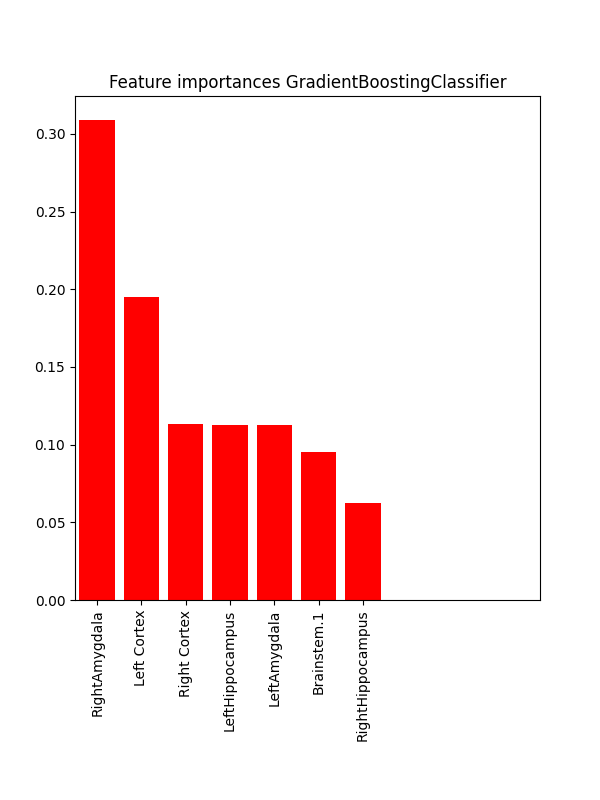 Feature importances GradientBoostingClassifier
0.30
0.25
0.20
0.15
0.10
0.05
0.00
RightAmygdala
Left Cortex
Right Cortex
LeftHippocampus
LeftAmygdala
Brainstem.1
RightHippocampus